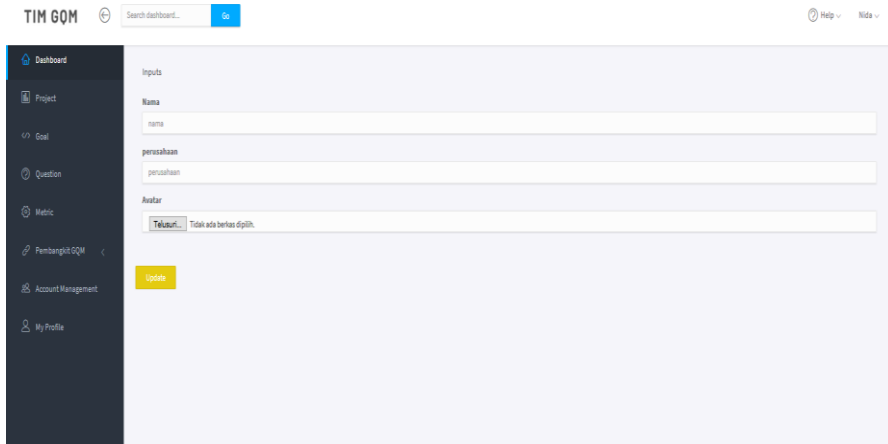 TIM GQM
Search dashboard...
Go
Help
Nida
Dashboard
Project
Goal
Question
Metric
Pembangkit GQM
Account Management
My Profile
Inputs
Nama
nama
perusahaan
perusahaan
Avatar
Telusuri... Tidak ada berkas dipilih.
Update